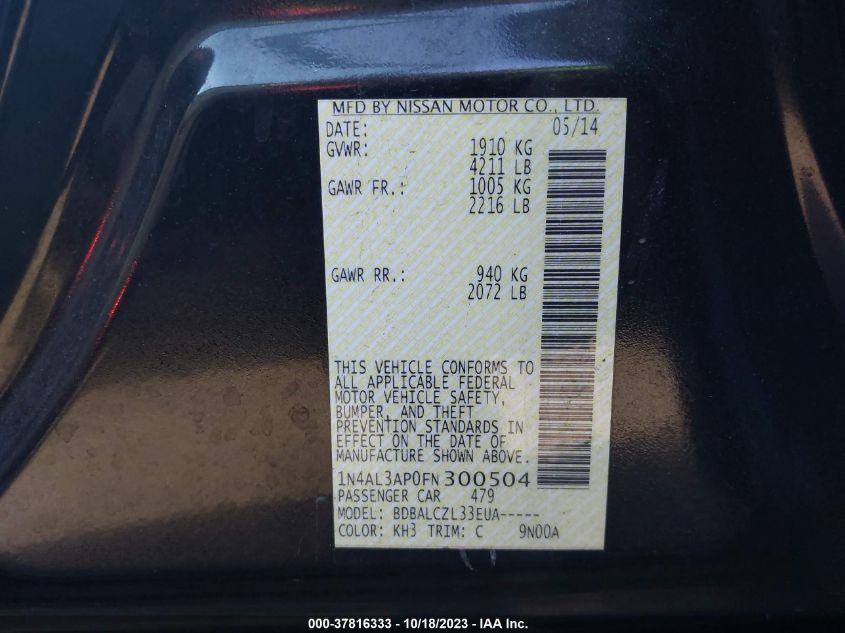 MFD BY NISSAN MOTOR CO., LTD.
DATE: 05/14
GVWR: 1910 KG
4211 LB
GAWR FR.: 1005 KG
2216 LB
GAWR RR.: 940 KG
2072 LB
THIS VEHICLE CONFORMS TO
ALL APPLICABLE FEDERAL
MOTOR VEHICLE SAFETY,
BUMPER, AND THEFT
PREVENTION STANDARDS IN
EFFECT ON THE DATE OF
MANUFACTURE SHOWN ABOVE.
1N4AL3AP0FN300504
PASSENGER CAR 479
MODEL: BDBALCZL33EUA-----
COLOR: KH3 TRIM: C 9N00A
000-37816333 - 10/18/2023 - IAA Inc.